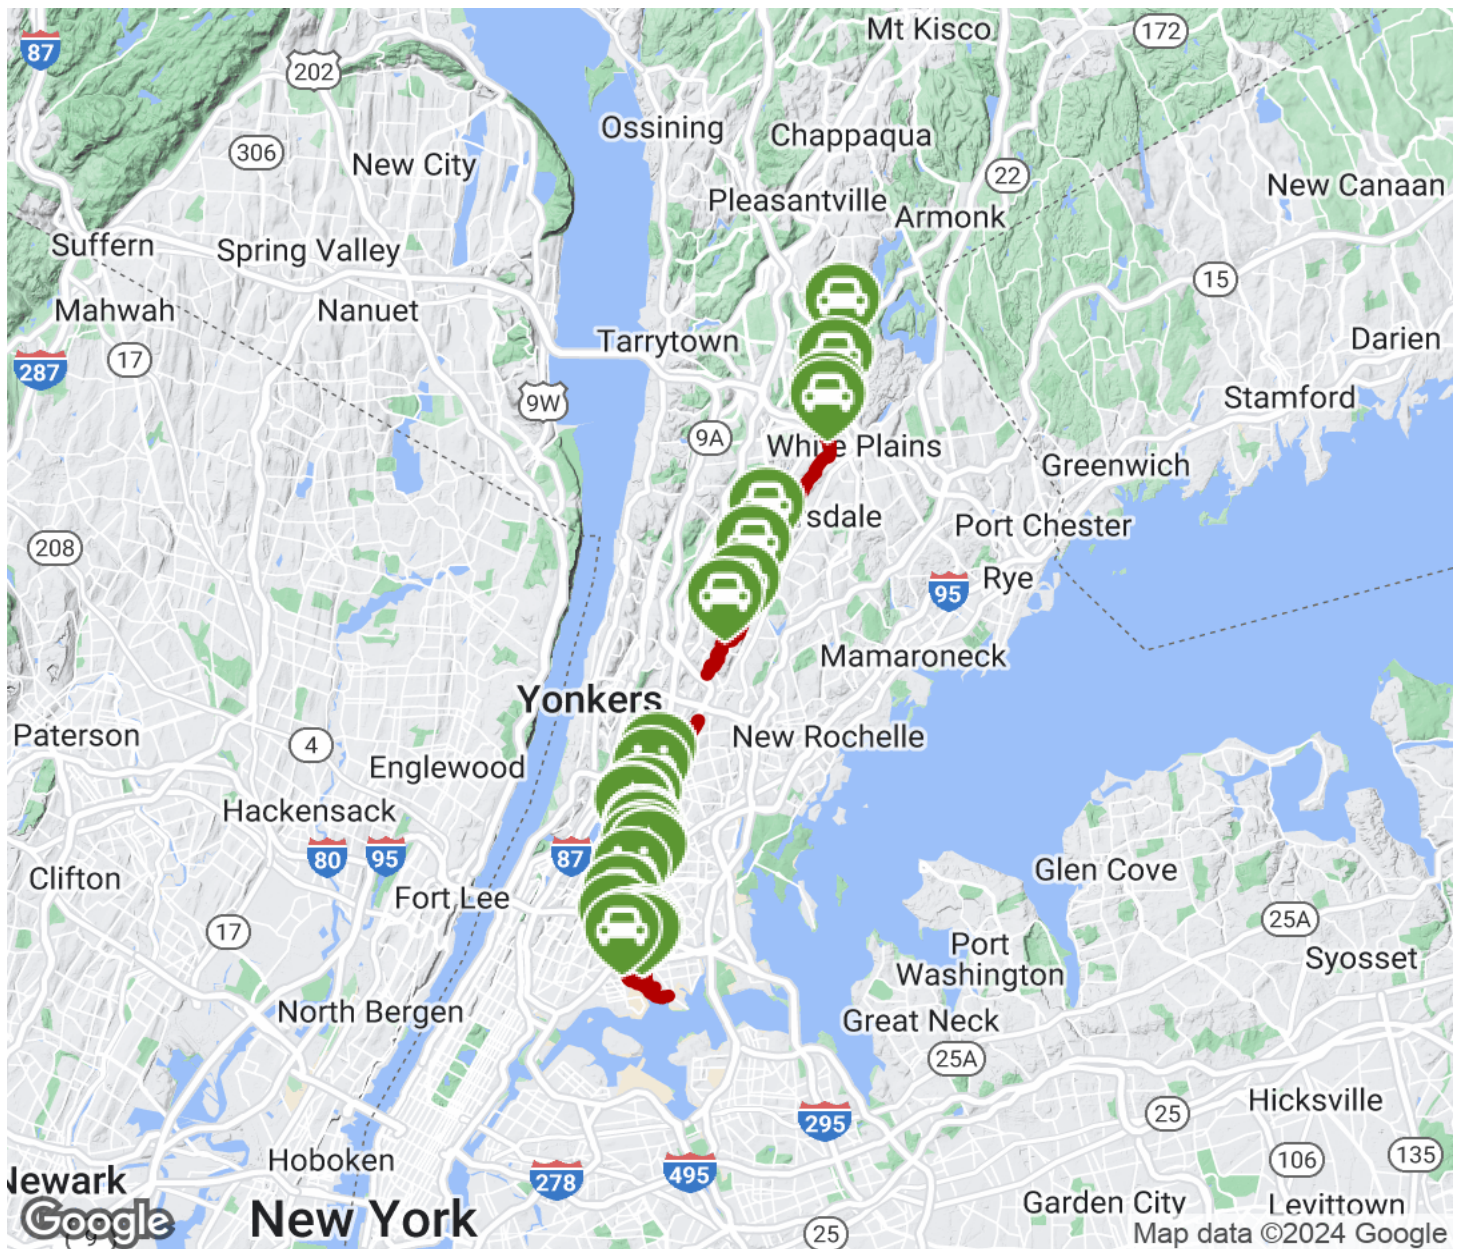 Mt Kisco
172
87
202
Ossining
Chappaqua
306
New City
22
New Canaan
Pleasantville
Armonk
Suffern
Spring Valley
15
Mahwah
Nanuet
Tarrytown
Darien
17
287
9W
Stamford
9A
White Plains
Greenwich
sdale
Port Chester
208
Rye
95
Mamaroneck
Yonkers
Paterson
4
New Rochelle
Englewood
Hackensack
80
95
87
Glen Cove
Clifton
Fort Lee
25A
17
Port
Washington
Syosset
North Bergen
Great Neck
25A
Hicksville
25
295
Hoboken
106
135
278
495
Newark
Garden City
Levittown
Google
9
New York
25
Map data ©2024 Google